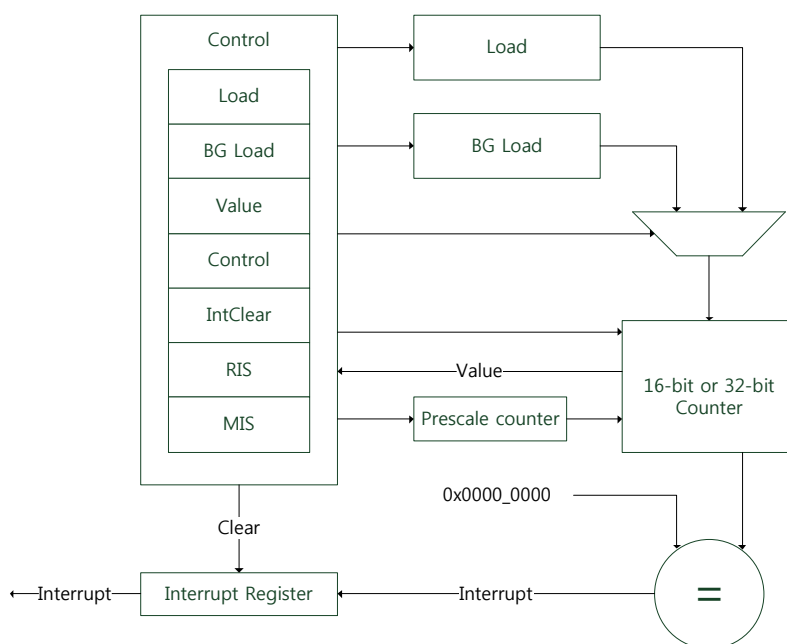 Control
Load
BG Load
Value
Control
IntClear
RIS
MIS
Load
BG Load
Value
Prescale counter
16-bit or 32-bit
Counter
0x0000_0000
Clear
Interrupt
Interrupt Register
Interrupt
=